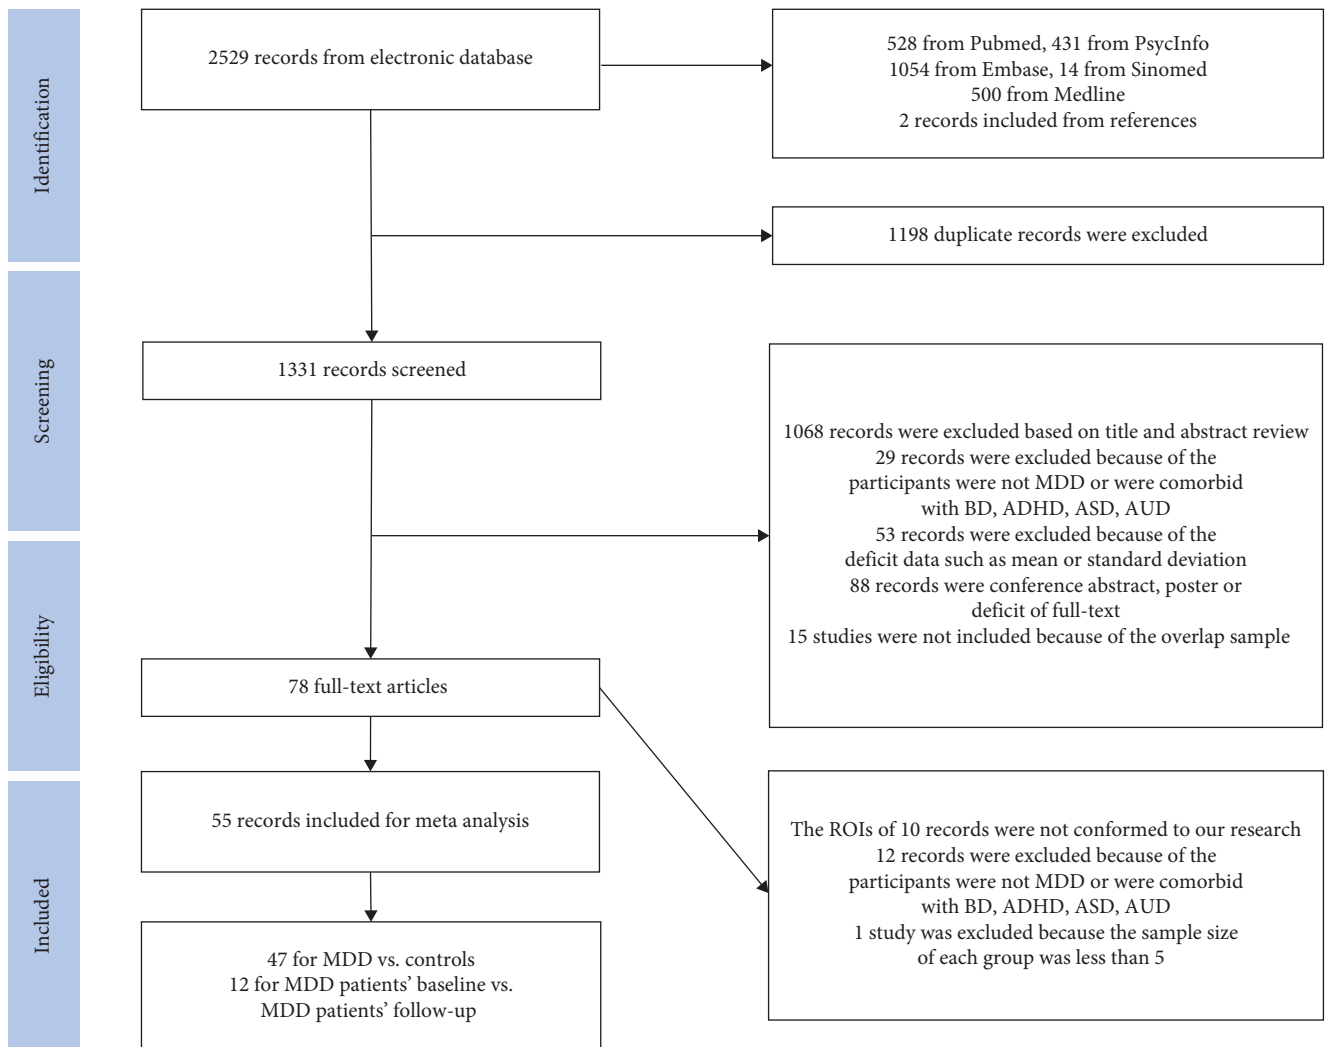 Identification
2529 records from electronic database
528 from Pubmed, 431 from PsycInfo
1054 from Embase, 14 from Sinomed
500 from Medline
2 records included from references
1198 duplicate records were excluded
Screening
1331 records screened
1068 records were excluded based on title and abstract review
29 records were excluded because of the
participants were not MDD or were comorbid
with BD, ADHD, ASD, AUD
53 records were excluded because of the
deficit data such as mean or standard deviation
88 records were conference abstract, poster or
deficit of full-text
15 studies were not included because of the overlap sample
Eligibility
78 full-text articles
55 records included for meta analysis
The ROIs of 10 records were not conformed to our research
12 records were excluded because of the
participants were not MDD or were comorbid
with BD, ADHD, ASD, AUD
1 study was excluded because the sample size
of each group was less than 5
Included
47 for MDD vs. controls
12 for MDD patients’ baseline vs.
MDD patients’ follow-up